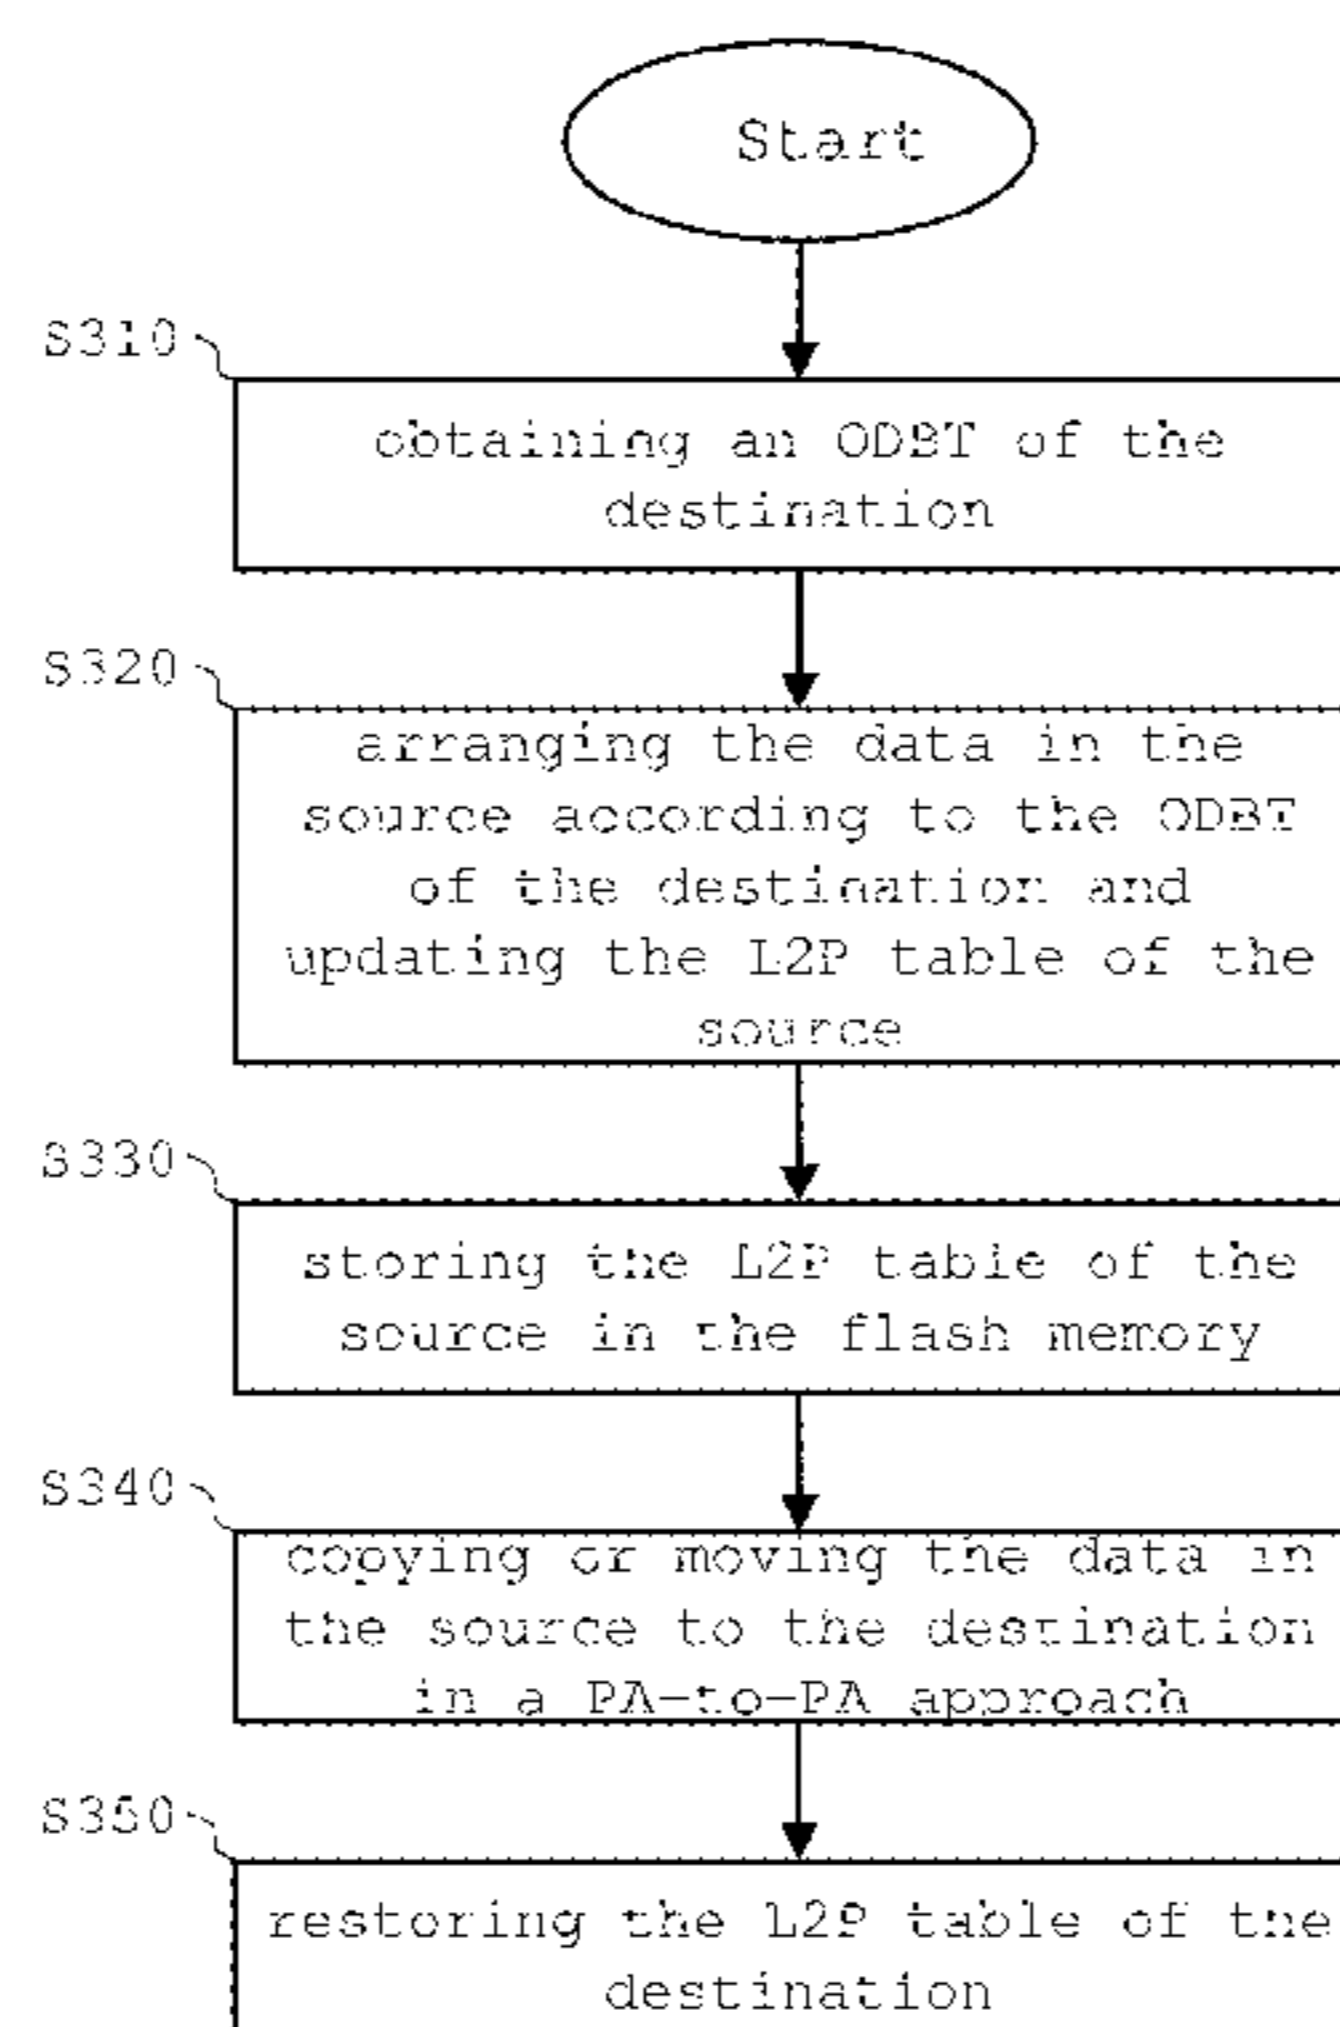 Start
S310
obtaining an ODBT of the
destination
S320
arranging the data in the
source according to the ODBT
of the destination and
updating the L2P table of the
source
S330
storing the L2P table of the
source in the flash memory
S340
copying or moving the data in
the source to the destination
in a PA-to-PA approach
S350
restoring the L2P table of the
destination